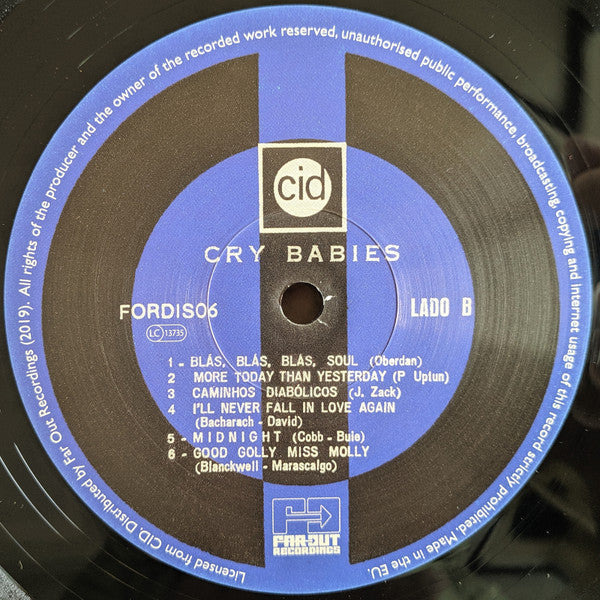 Licensed from CID. Distributed by Far Out Recordings (2019). All rights of the producer and the owner of the recorded work reserved, unauthorised public performance, broadcasting, copying and internet usage of this record strictly prohibited. Made in the EU.
cid
CRY BABIES
FORDIS06
LADO B
LC 13735
1 - BLÁS, BLÁS, BLÁS, SOUL (Oberdan)
2 MORE TODAY THAN YESTERDAY (P Uptun)
3 CAMINHOS DIABÓLICOS (J. Zack)
4 I'LL NEVER FALL IN LOVE AGAIN
(Bacharach - David)
5 - MIDNIGHT (Cobb - Buie)
6 - GOOD GOLLY MISS MOLLY
(Blanckwell - Marascalgo)
FAR-OUT
RECORDINGS